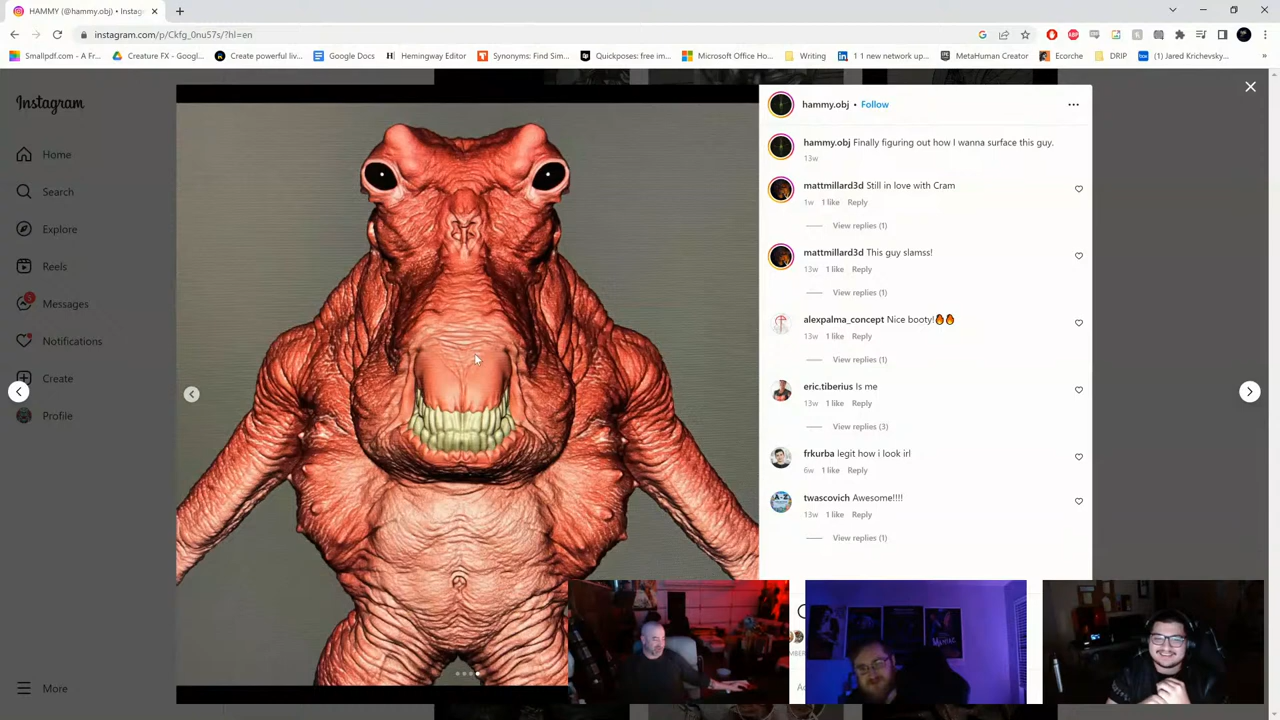 HAMMY (@hammy.obj) • Instag
instagram.com/p/Ckfg_0nuS7s/?hl=en
Smallpdf.com - A Fr...
Creature FX - Googl...
Create powerful liv...
Google Docs
Hemingway Editor
Synonyms: Find Sim...
Quickposes: free im...
Microsoft Office Ho...
Writing
1 1 new network up...
MetaHuman Creator
Ecorche
DRIP
(1) Jared Krichevsky...
Instagram
Home
Search
Explore
Reels
Messages
Notifications
Create
Profile
More
hammy.obj • Follow
hammy.obj Finally figuring out how I wanna surface this guy.
13w
mattmillard3d Still in love with Cram
1w 1 like Reply
View replies (1)
mattmillard3d This guy slamss!
13w 1 like Reply
View replies (1)
alexpalma_concept Nice booty!🔥🔥
13w 1 like Reply
View replies (1)
eric.tiberius Is me
13w 1 like Reply
View replies (3)
frkurba legit how i look irl
6w 1 like Reply
twascovich Awesome!!!!
13w 1 like Reply
View replies (1)